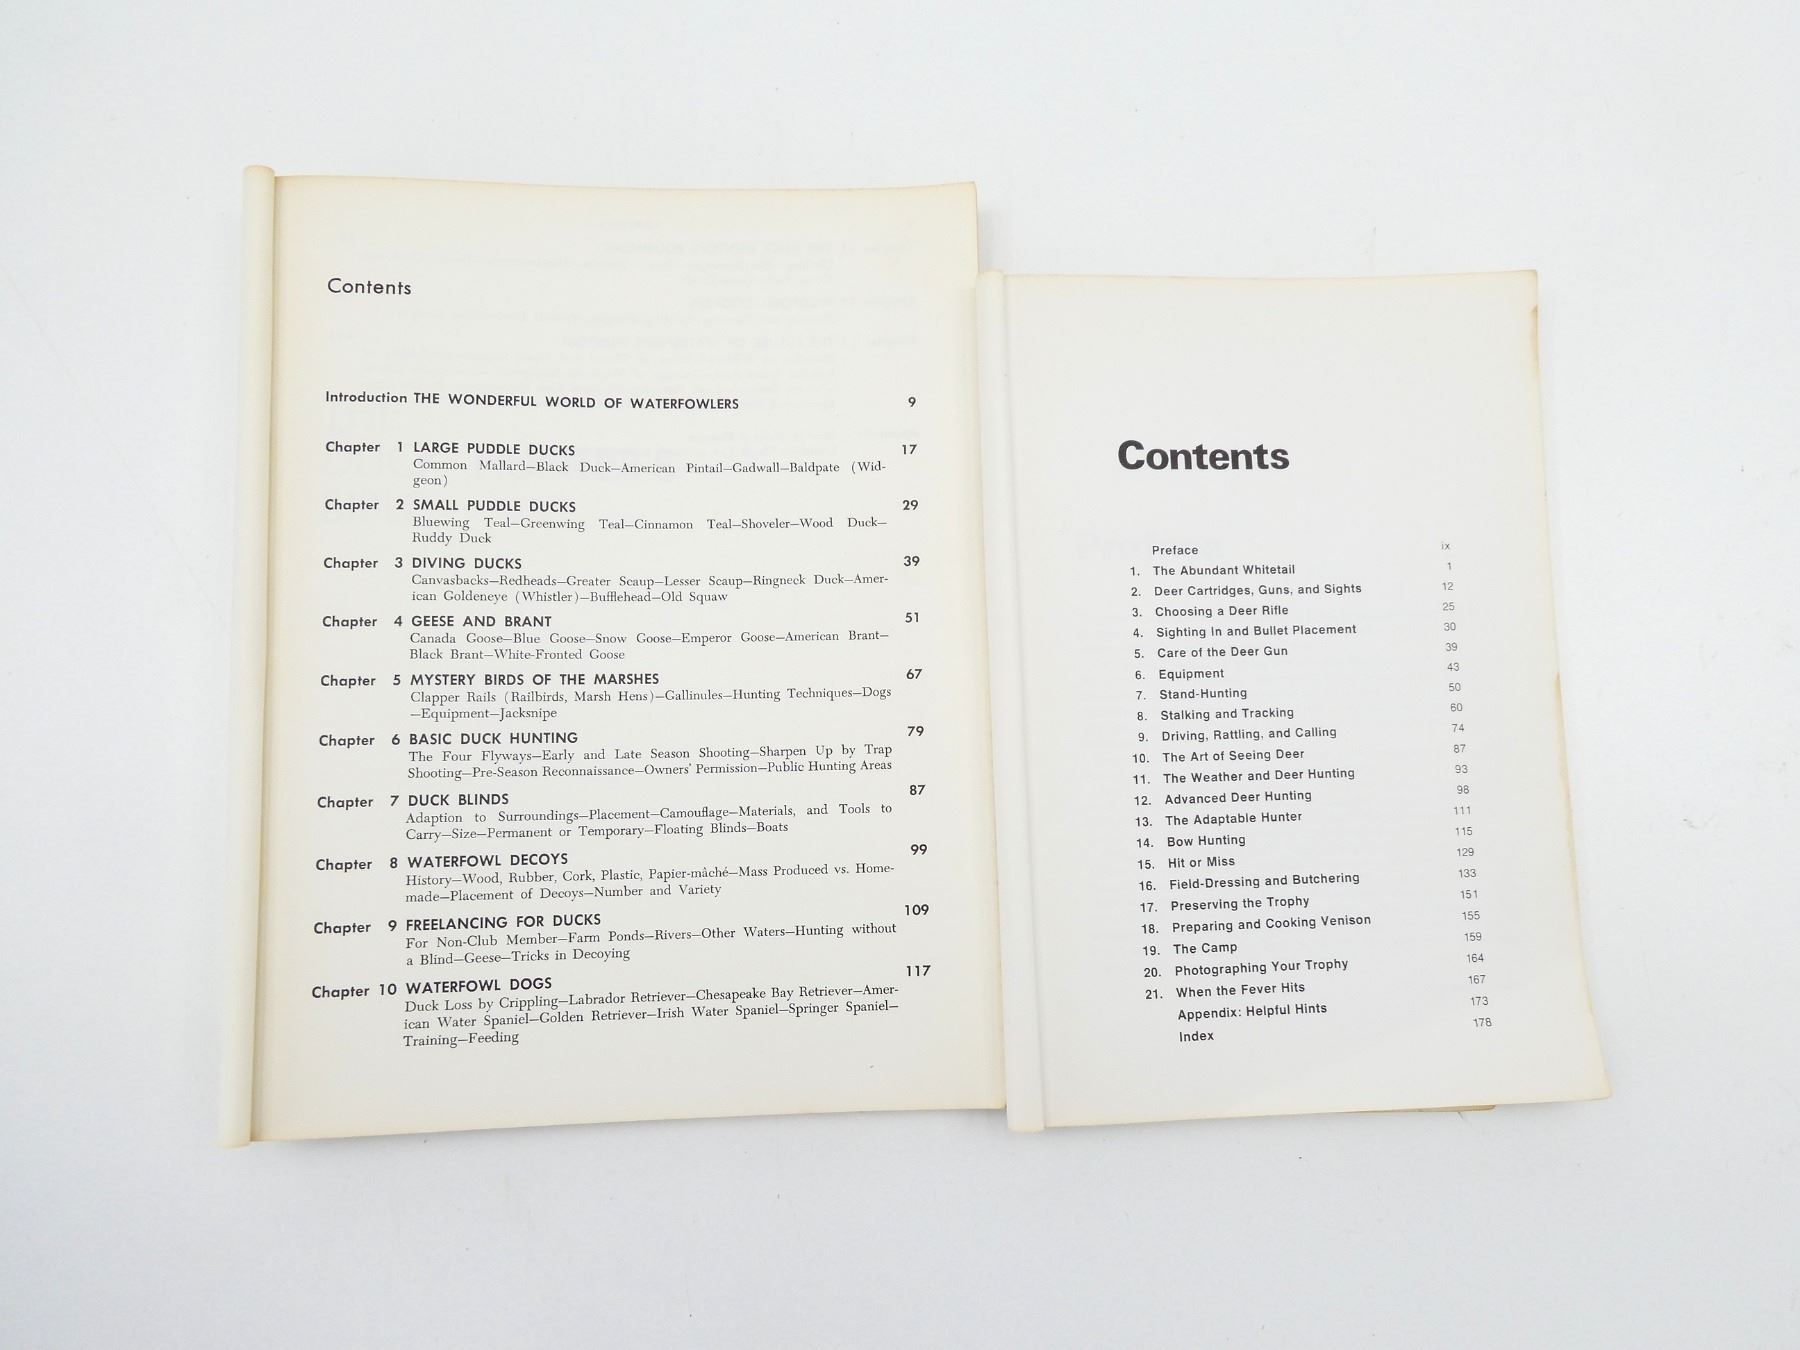 Contents
Introduction THE WONDERFUL WORLD OF WATERFOWLERS 9
Chapter 1 LARGE PUDDLE DUCKS 17
Common Mallard—Black Duck—American Pintail—Gadwall—Baldpate (Wid-
geon)
Chapter 2 SMALL PUDDLE DUCKS 29
Bluewing Teal—Greenwing Teal—Cinnamon Teal—Shoveler—Wood Duck—
Ruddy Duck
Chapter 3 DIVING DUCKS 39
Canvasbacks—Redheads—Greater Scaup—Lesser Scaup—Ringneck Duck—Amer-
ican Goldeneye (Whistler)—Bufflehead—Old Squaw
Chapter 4 GEESE AND BRANT 51
Canada Goose—Blue Goose—Snow Goose—Emperor Goose—American Brant—
Black Brant—White-Fronted Goose
Chapter 5 MYSTERY BIRDS OF THE MARSHES 67
Clapper Rails (Railbirds, Marsh Hens)—Gallinules—Hunting Techniques—Dogs
—Equipment—Jacksnipe
Chapter 6 BASIC DUCK HUNTING 79
The Four Flyways—Early and Late Season Shooting—Sharpen Up by Trap
Shooting—Pre-Season Reconnaissance—Owners' Permission—Public Hunting Areas
Chapter 7 DUCK BLINDS 87
Adaption to Surroundings—Placement—Camouflage—Materials, and Tools to
Carry—Size—Permanent or Temporary—Floating Blinds—Boats
Chapter 8 WATERFOWL DECOYS 99
History—Wood, Rubber, Cork, Plastic, Papier-mâché—Mass Produced vs. Home-
made—Placement of Decoys—Number and Variety
Chapter 9 FREELANCING FOR DUCKS 109
For Non-Club Member—Farm Ponds—Rivers—Other Waters—Hunting without
a Blind—Geese—Tricks in Decoying
Chapter 10 WATERFOWL DOGS 117
Duck Loss by Crippling—Labrador Retriever—Chesapeake Bay Retriever—Amer-
ican Water Spaniel—Golden Retriever—Irish Water Spaniel—Springer Spaniel—
Training—Feeding
Contents
Preface ix
1. The Abundant Whitetail 1
2. Deer Cartridges, Guns, and Sights 12
3. Choosing a Deer Rifle 25
4. Sighting In and Bullet Placement 30
5. Care of the Deer Gun 39
6. Equipment 43
7. Stand-Hunting 50
8. Stalking and Tracking 60
9. Driving, Rattling, and Calling 74
10. The Art of Seeing Deer 87
11. The Weather and Deer Hunting 93
12. Advanced Deer Hunting 98
13. The Adaptable Hunter 111
14. Bow Hunting 115
15. Hit or Miss 129
16. Field-Dressing and Butchering 133
17. Preserving the Trophy 151
18. Preparing and Cooking Venison 155
19. The Camp 159
20. Photographing Your Trophy 164
21. When the Fever Hits 167
Appendix: Helpful Hints 173
Index 178